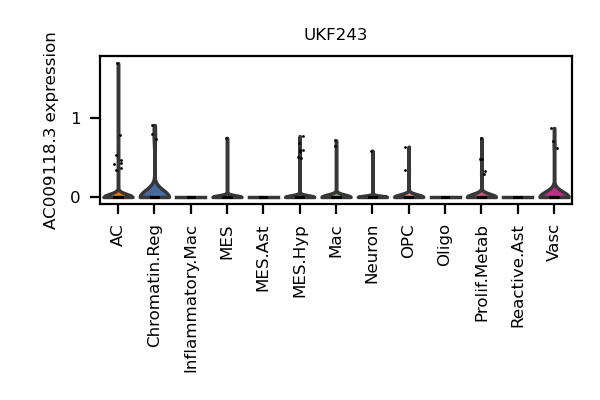 UKF243
AC009118.3 expression
1
0
AC
Chromatin.Reg
Inflammatory.Mac
MES
MES.Ast
MES.Hyp
Mac
Neuron
OPC
Oligo
Prolif.Metab
Reactive.Ast
Vasc